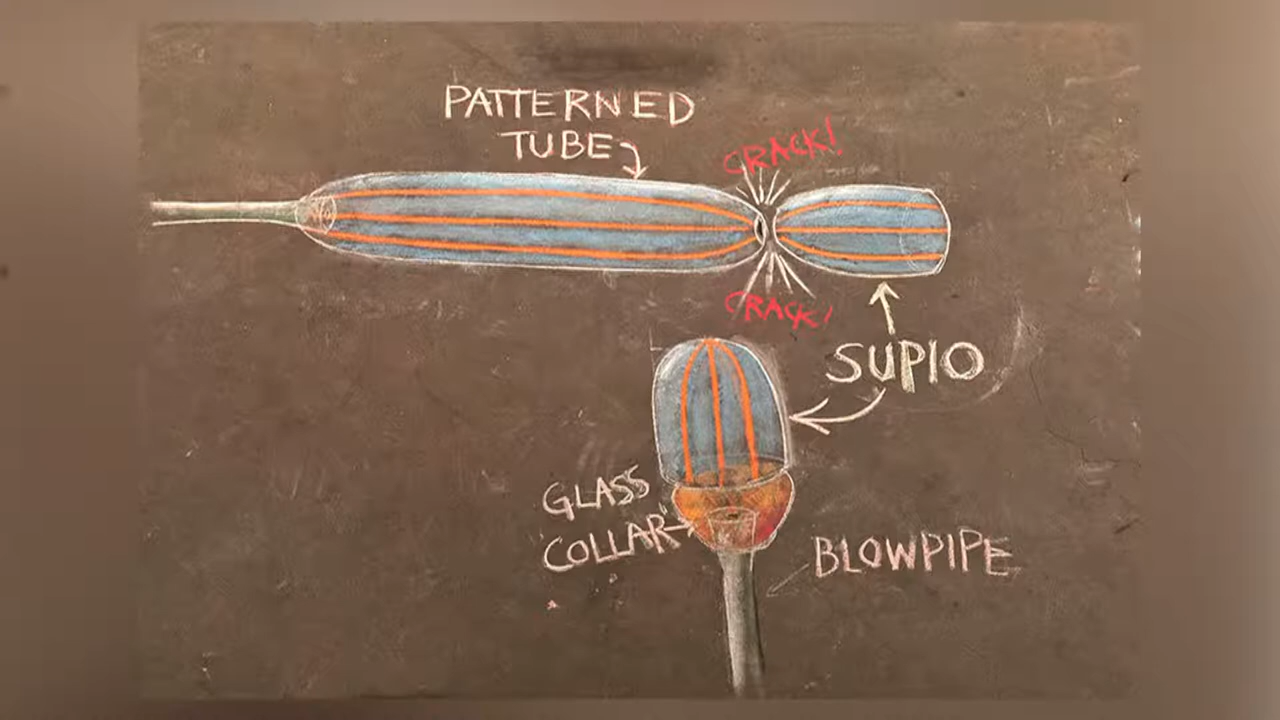 PATTERNED
TUBE
CRACK!
CRACK!
SUPIO
GLASS
COLLAR
BLOWPIPE